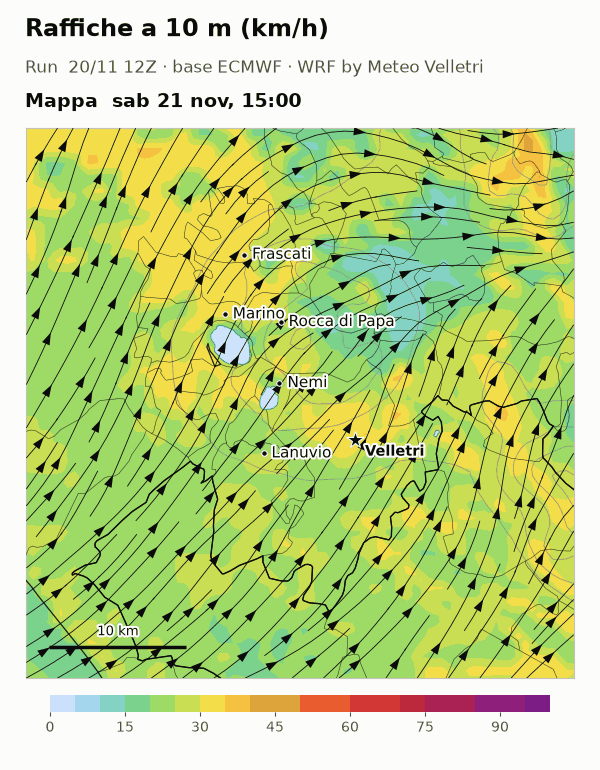 Raffiche a 10 m (km/h)
Run 20/11 12Z · base ECMWF · WRF by Meteo Velletri
Mappa sab 21 nov, 15:00
Frascati
Marino
Rocca di Papa
Nemi
Velletri
Lanuvio
10 km
0 15 30 45 60 75 90